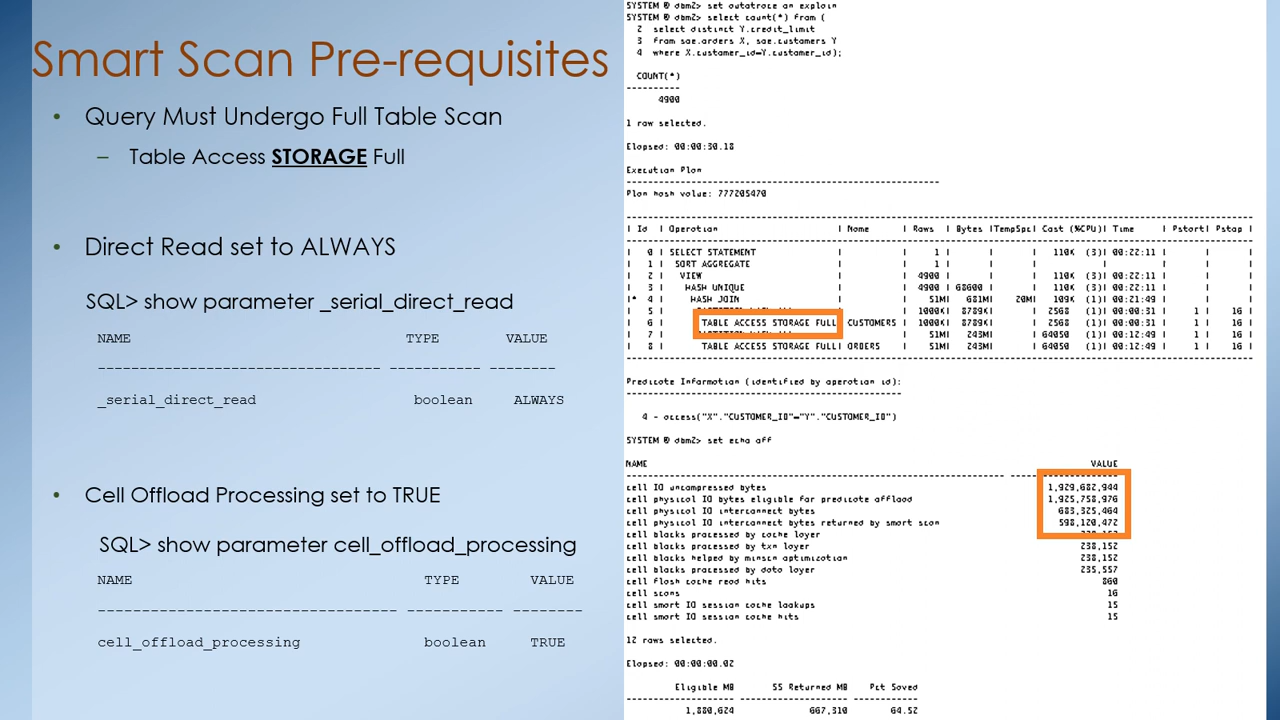 Smart Scan Pre-requisites
• Query Must Undergo Full Table Scan
– Table Access STORAGE Full
• Direct Read set to ALWAYS
SQL> show parameter _serial_direct_read
NAME TYPE VALUE
-------------------------------- ----------- --------
_serial_direct_read boolean ALWAYS
• Cell Offload Processing set to TRUE
SQL> show parameter cell_offload_processing
NAME TYPE VALUE
---------------------------------- ----------- --------
cell_offload_processing boolean TRUE
SYSTEM @ dbm2> set autotrace on explain
SYSTEM @ dbm2> select count(*) from (
2 select distinct Y.credit_limit
3 from soe.orders X, soe.customers Y
4 where X.customer_id=Y.customer_id);
COUNT(*)
----------
4900
1 row selected.
Elapsed: 00:00:30.18
Execution Plan
Plan hash value: 777205470
| Id | Operation | Name | Rows | Bytes |TempSpc| Cost (%CPU)| Time | Pstart| Pstop |
| 0 | SELECT STATEMENT | | 1 | | | 110K (3)| 00:22:11 | | |
| 1 | SORT AGGREGATE | | 1 | | | | | | |
| 2 | VIEW | | 4900 | | | 110K (3)| 00:22:11 | | |
| 3 | HASH UNIQUE | | 4900 | 68600 | | 110K (3)| 00:22:11 | | |
|* 4 | HASH JOIN | | 51M| 681M| 20M| 109K (1)| 00:21:49 | | |
| 5 | | | 1000K| 8789K| | 2568 (1)| 00:00:31 | 1 | 16 |
| 6 | TABLE ACCESS STORAGE FULL| CUSTOMERS | 1000K| 8789K| | 2568 (1)| 00:00:31 | 1 | 16 |
| 7 | | | 51M| 243M| | 64050 (1)| 00:12:49 | 1 | 16 |
| 8 | TABLE ACCESS STORAGE FULL| ORDERS | 51M| 243M| | 64050 (1)| 00:12:49 | 1 | 16 |
Predicate Information (identified by operation id):
4 - access("X"."CUSTOMER_ID"="Y"."CUSTOMER_ID")
SYSTEM @ dbm2> set echo off
NAME VALUE
cell IO uncompressed bytes 1,929,682,944
cell physical IO bytes eligible for predicate offload 1,925,758,976
cell physical IO interconnect bytes 683,325,464
cell physical IO interconnect bytes returned by smart scan 598,120,472
cell blocks processed by cache layer
cell blocks processed by txn layer 238,152
cell blocks helped by minscn optimization 238,152
cell blocks processed by data layer 235,557
cell flash cache read hits 860
cell scans 16
cell smart IO session cache lookups 15
cell smart IO session cache hits 15
12 rows selected.
Elapsed: 00:00:00.02
Eligible MB SS Returned MB Pct Saved
1,880,624 667,310 64.52